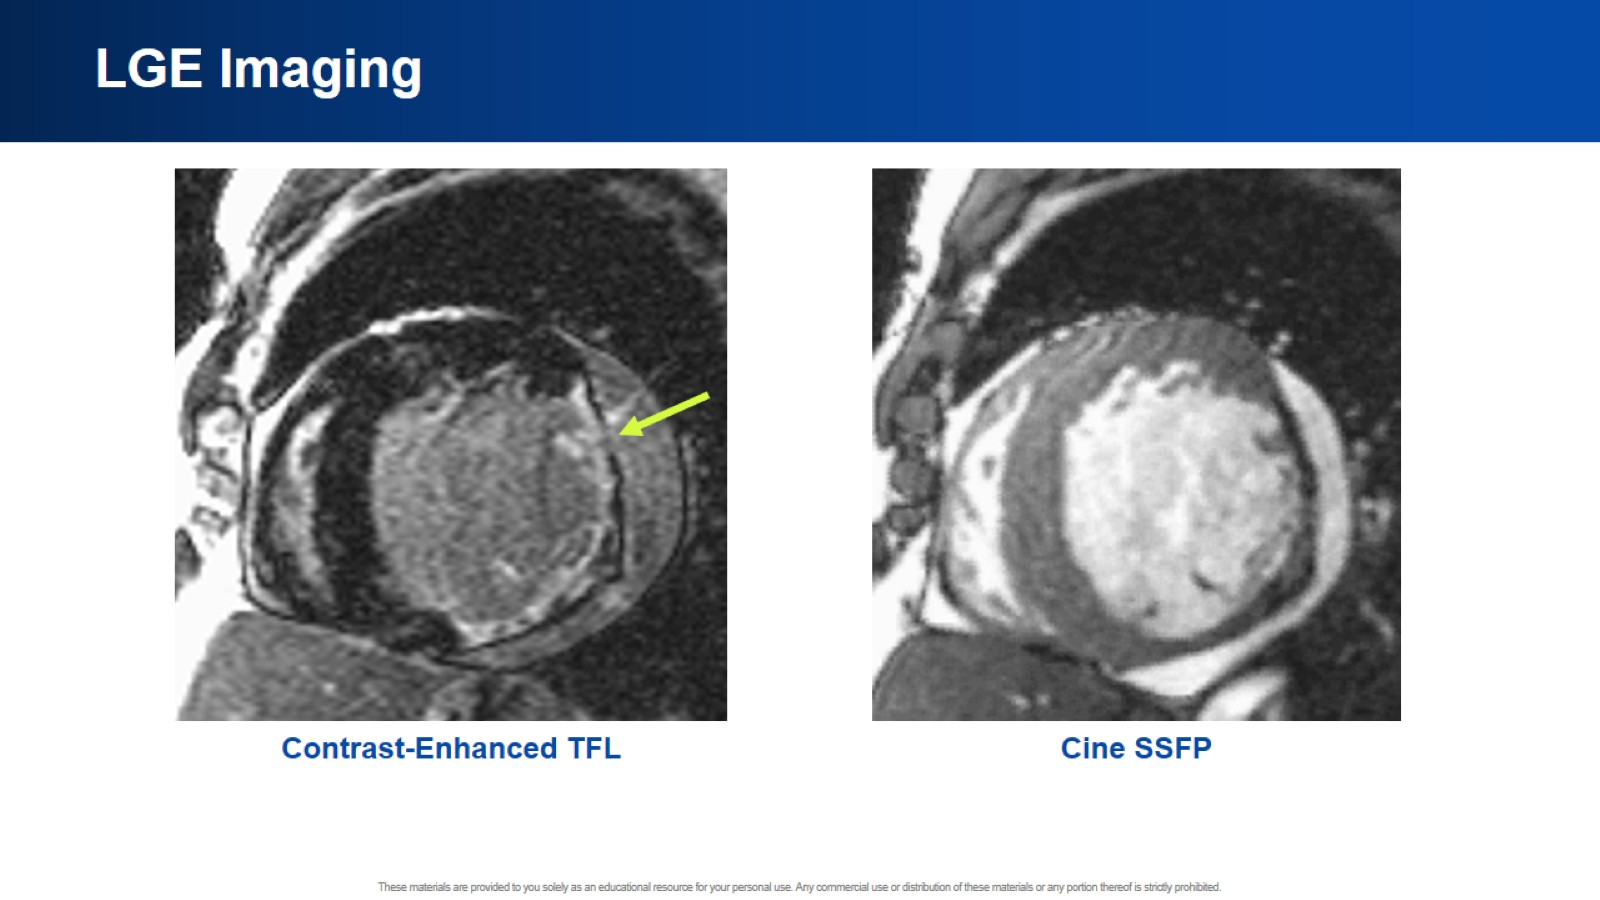 LGE Imaging
Contrast-Enhanced TFL
Cine SSFP
These materials are provided to you solely as an educational resource for your personal use. Any commercial use or distribution of these materials or any portion thereof is strictly prohibited.